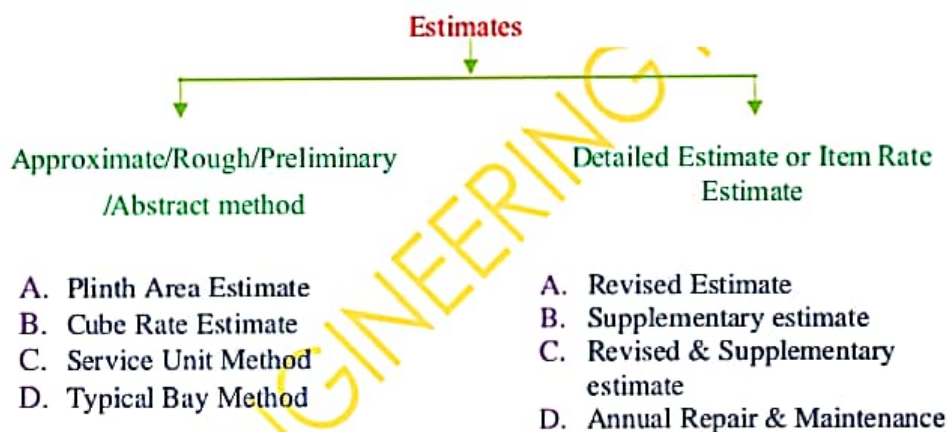 Estimates
Approximate/Rough/Preliminary
/Abstract method
Detailed Estimate or Item Rate
Estimate
A. Plinth Area Estimate
B. Cube Rate Estimate
C. Service Unit Method
D. Typical Bay Method
A. Revised Estimate
B. Supplementary estimate
C. Revised & Supplementary
estimate
D. Annual Repair & Maintenance
NGINEERING